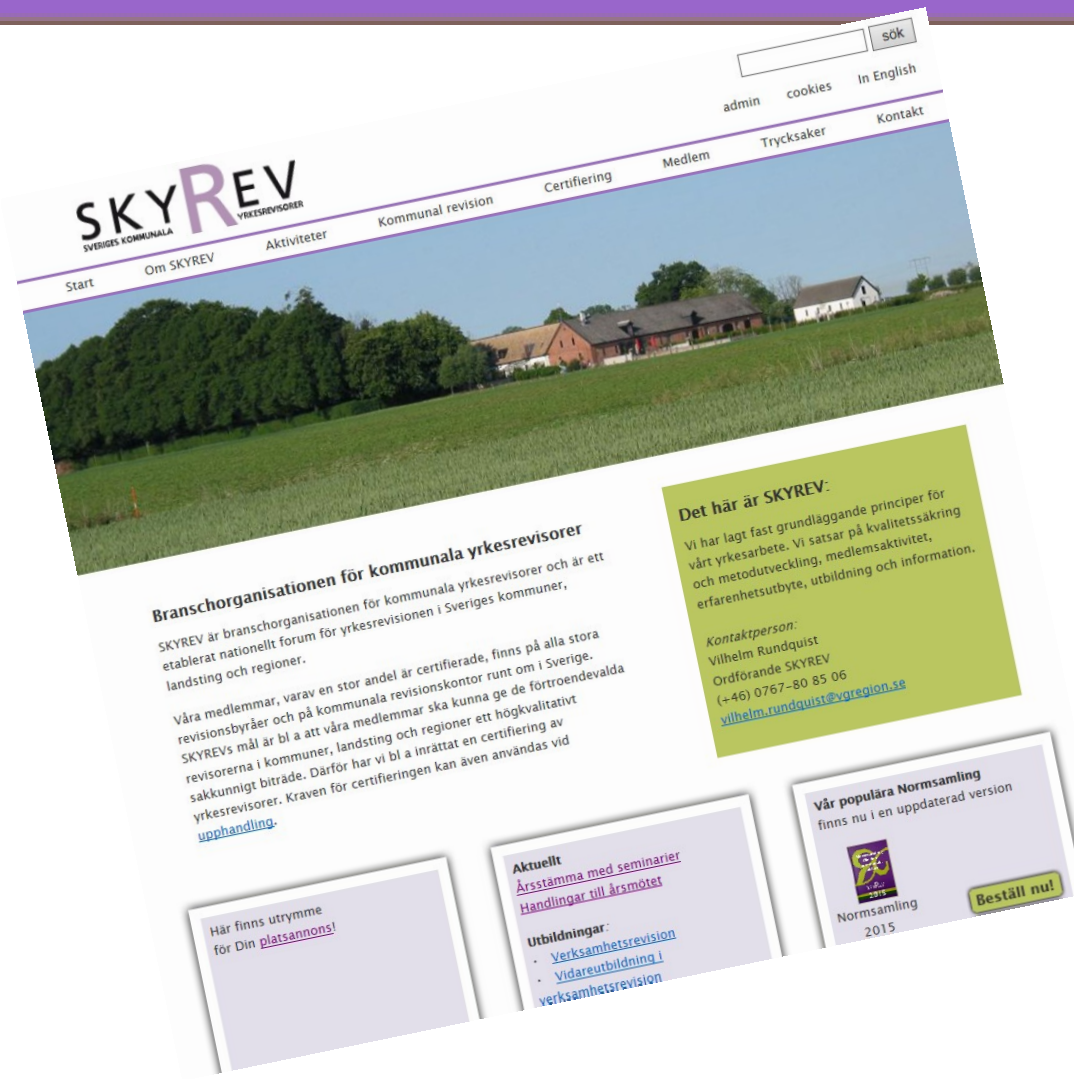 sök
admin cookies In English
SKYREV
SVERIGES KOMMUNALA YRKESREVISORER
Start Om SKYREV Aktiviteter Kommunal revision Certifiering Medlem Trycksaker Kontakt
Branschorganisationen för kommunala yrkesrevisorer
SKYREV är branschorganisationen för kommunala yrkesrevisorer och är ett
etablerat nationellt forum för yrkesrevisionen i Sveriges kommuner,
landsting och regioner.
Våra medlemmar, varav en stor andel är certifierade, finns på alla stora
revisionsbyråer och på kommunala revisionskontor runt om i Sverige.
SKYREVs mål är bl a att våra medlemmar ska kunna ge de förtroendevalda
revisorerna i kommuner, landsting och regioner ett högkvalitativt
sakkunnigt biträde. Därför har vi bl a inrättat en certifiering av
yrkesrevisorer. Kraven för certifieringen kan även användas vid
upphandling.
Det här är SKYREV:
Vi har lagt fast grundläggande principer för
vårt yrkesarbete. Vi satsar på kvalitetssäkring
och metodutveckling, medlemsaktivitet,
erfarenhetsutbyte, utbildning och information.
Kontaktperson:
Vilhelm Rundquist
Ordförande SKYREV
(+46) 0767-80 85 06
vilhelm.rundquist@vgregion.se
Här finns utrymme
för Din platsannons!
Aktuellt
Årsstämma med seminarier
Handlingar till årsmötet
Utbildningar:
· Verksamhetsrevision
· Vidareutbildning i
verksamhetsrevision
Vår populära Normsamling
finns nu i en uppdaterad version
2015
Normsamling
2015
Beställ nu!